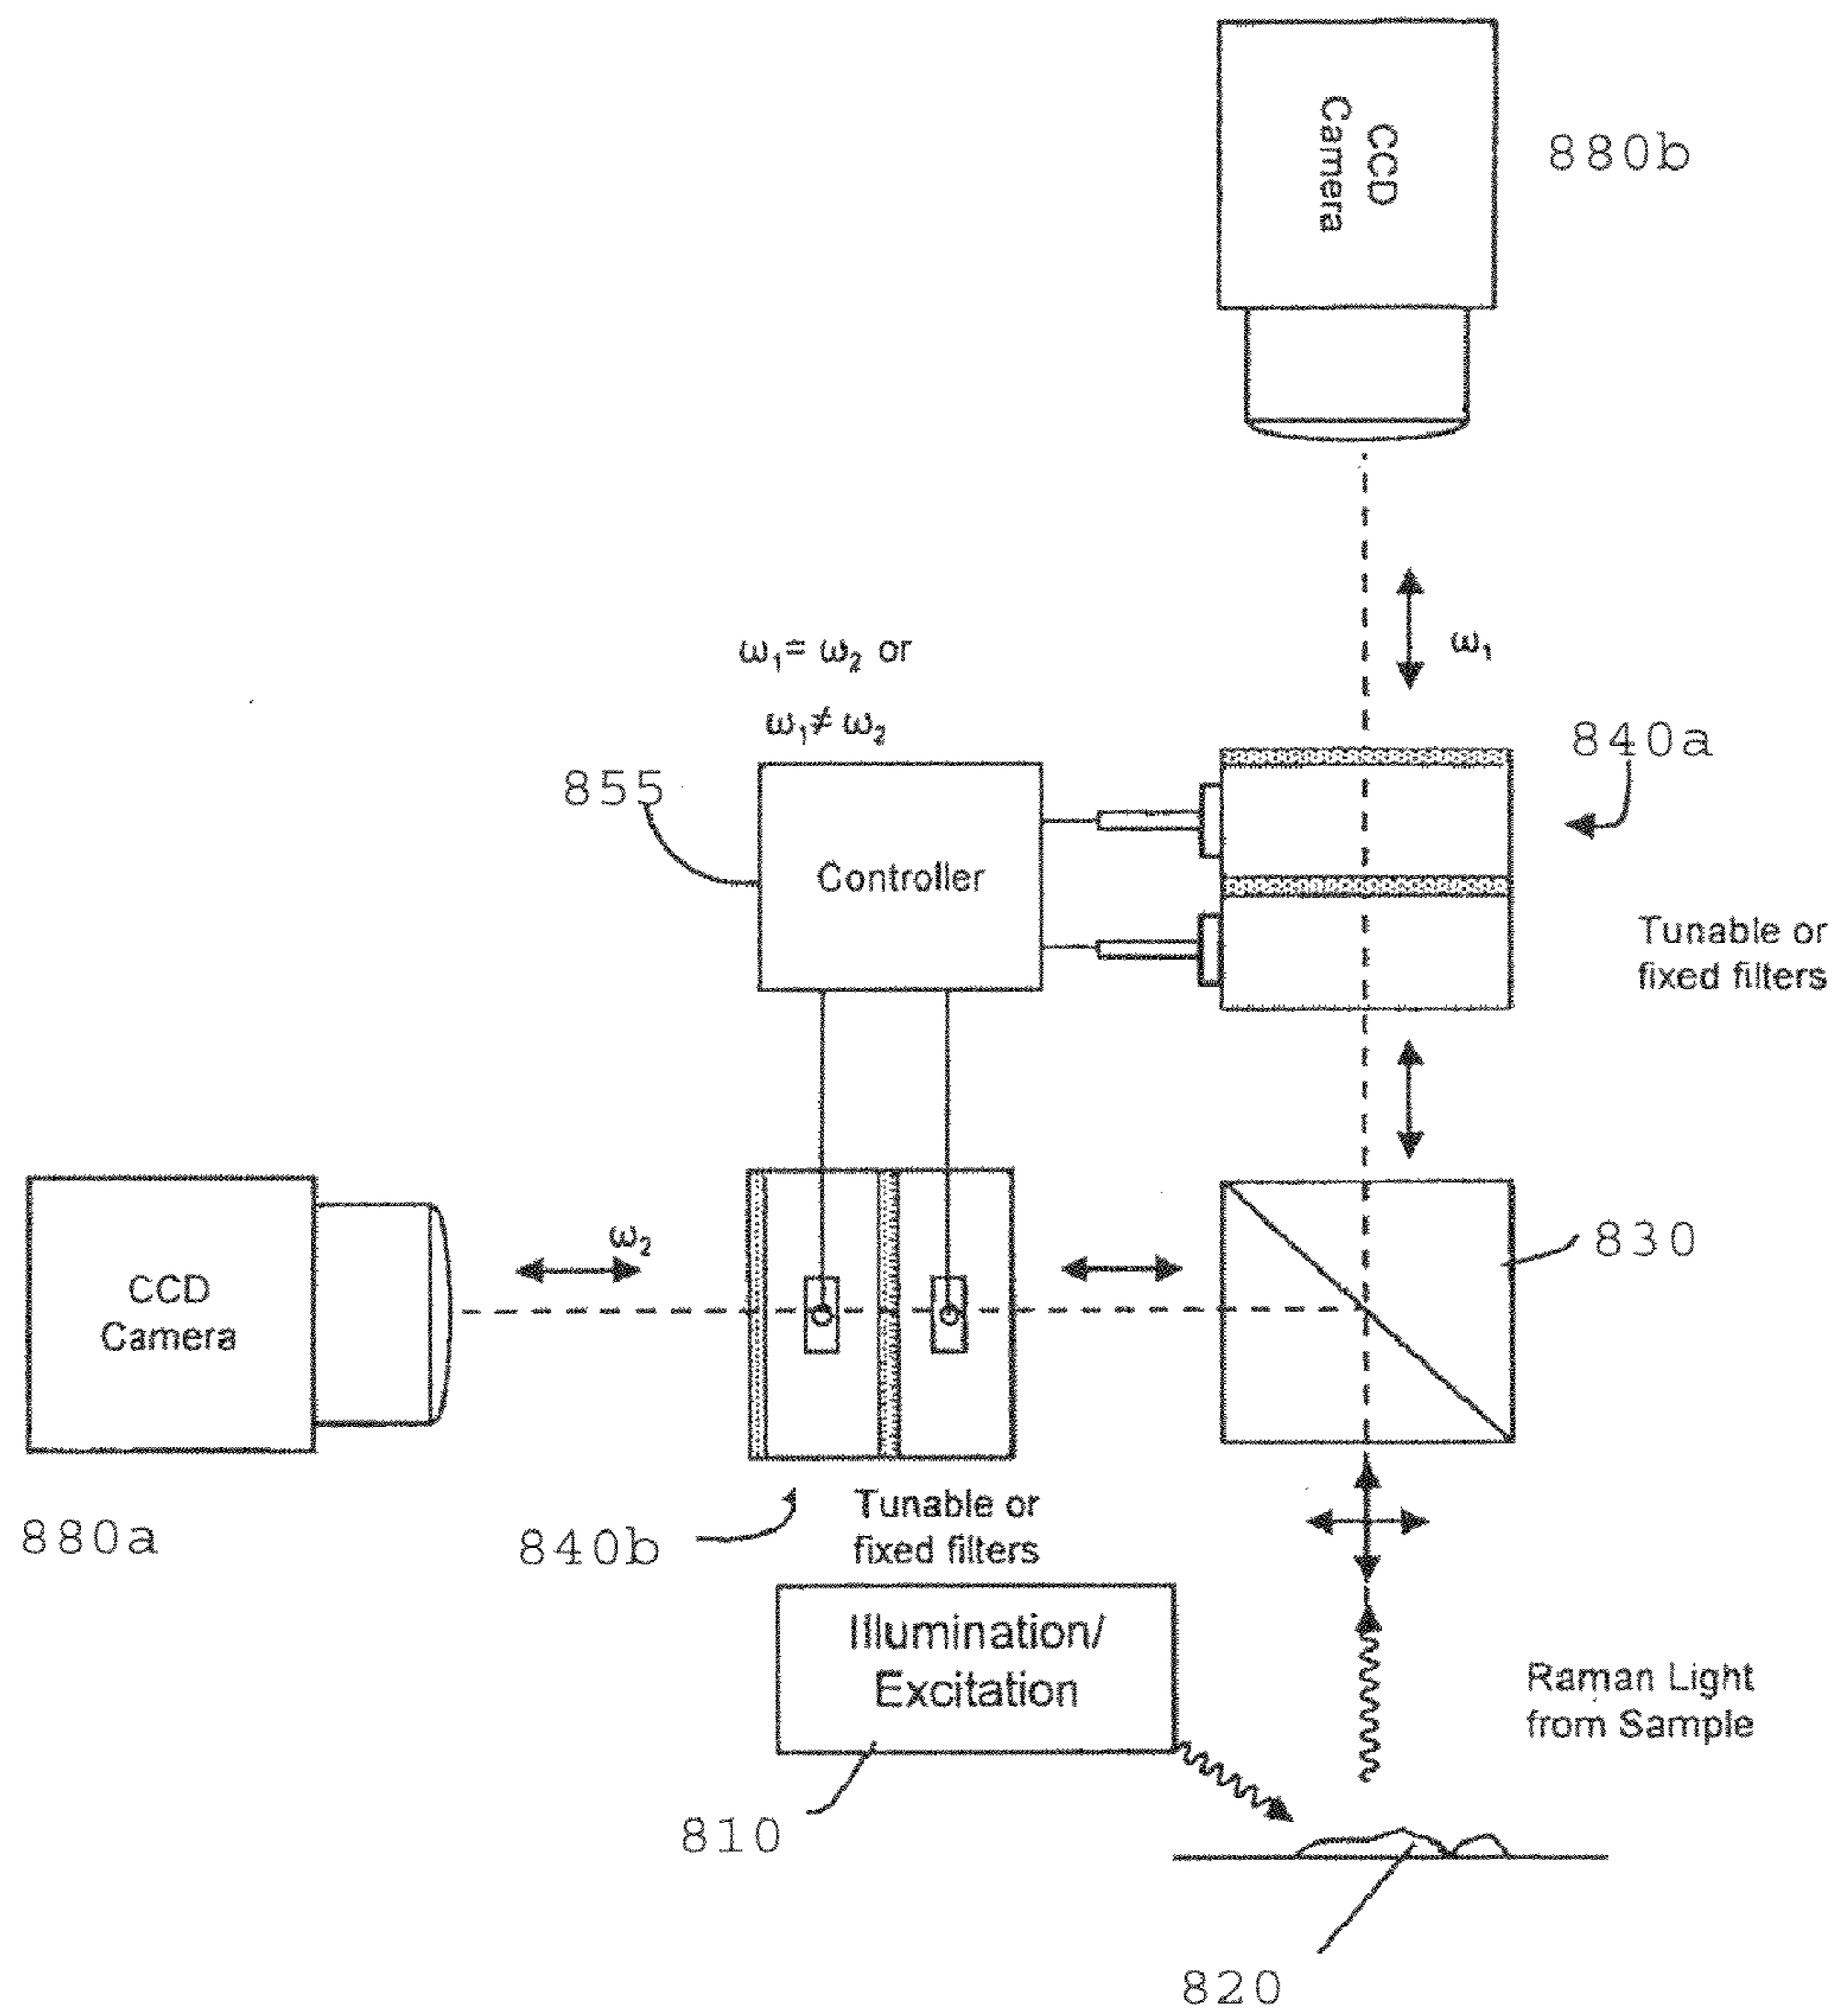 CCD
Camera
880b
ω₁= ω₂ or
ω₁≠ ω₂
ω₁
840a
855
Controller
Tunable or
fixed filters
ω₂
830
CCD
Camera
880a
840b
Tunable or
fixed filters
Illumination/
Excitation
Raman Light
from Sample
810
820